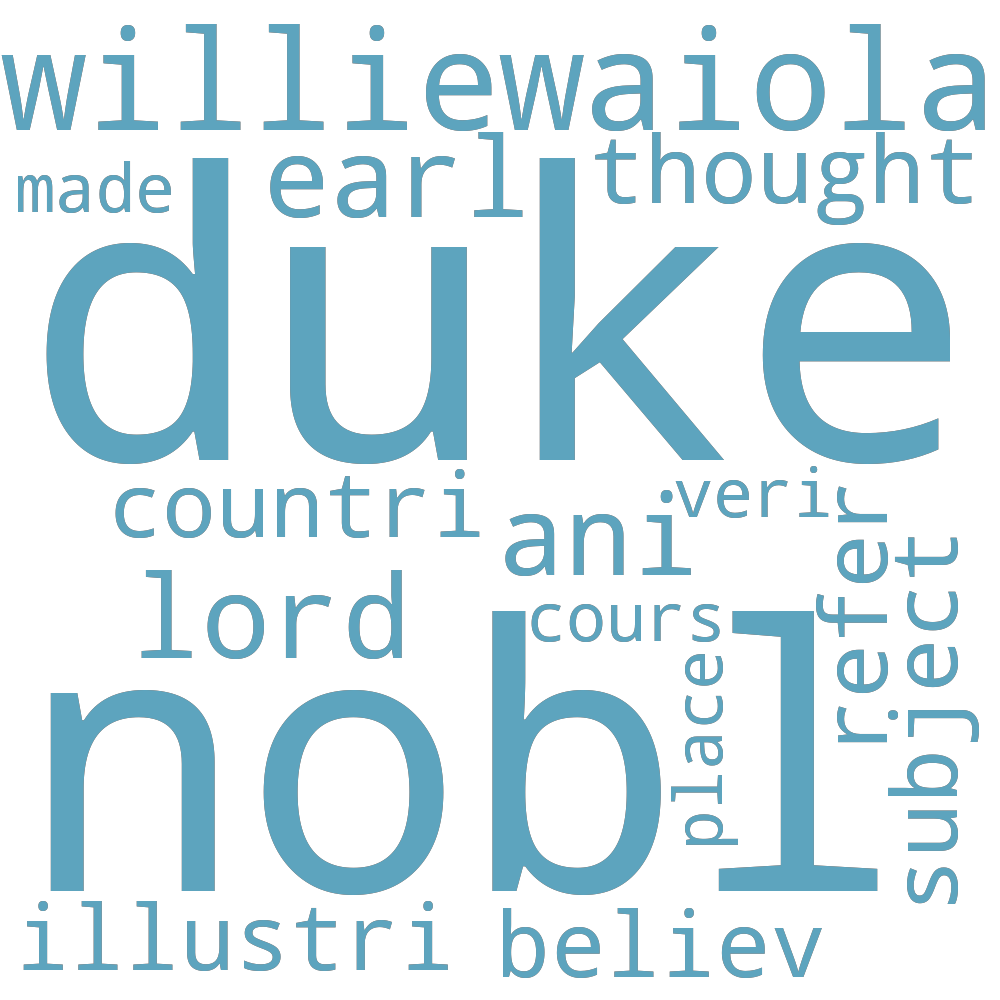 williewaiola
made earl thought
duke
countri ani veri
lord cours refer
nobl place subject
illustri believ